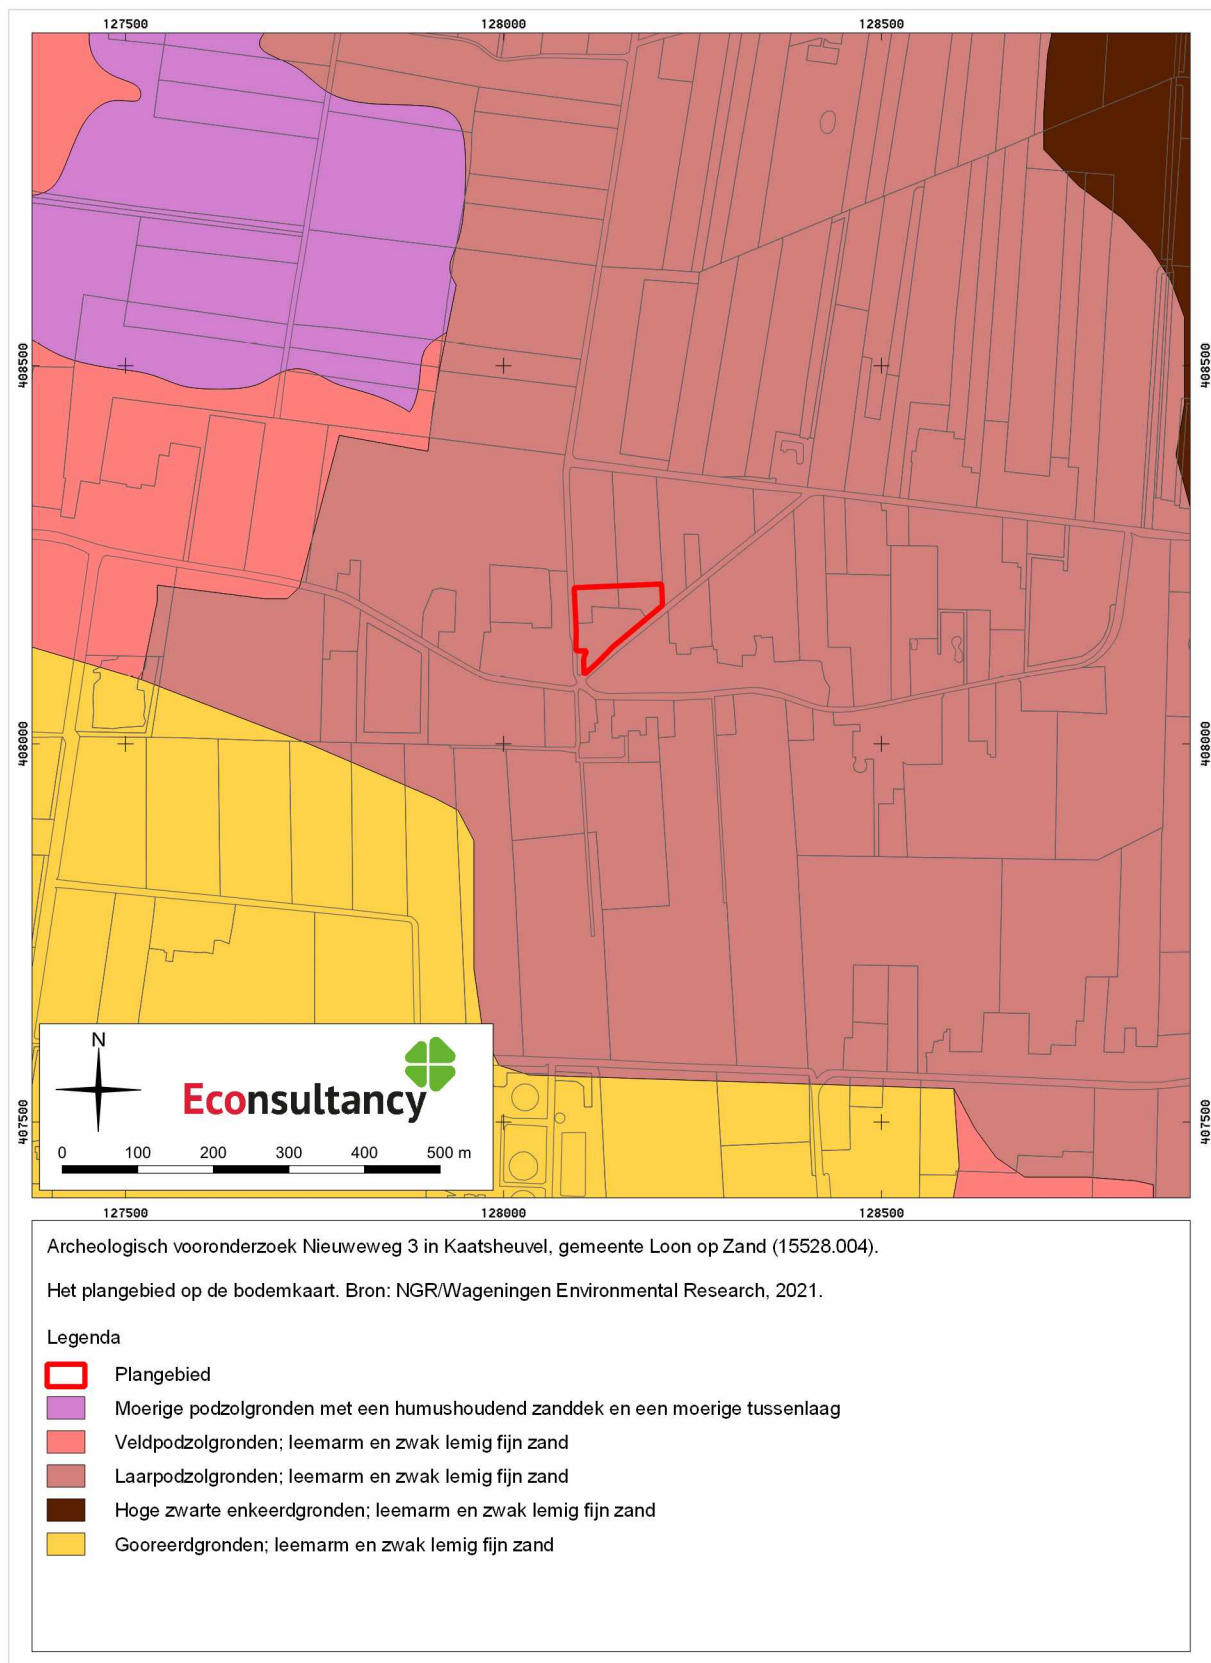 127500 128000 128500
408500 408500
408000 408000
407500 407500
N
Econsultancy
0 100 200 300 400 500 m
127500 128000 128500
Archeologisch vooronderzoek Nieuweweg 3 in Kaatsheuvel, gemeente Loon op Zand (15528.004).
Het plangebied op de bodemkaart. Bron: NGR/Wageningen Environmental Research, 2021.
Legenda
Plangebied
Moerige podzolgronden met een humushoudend zanddek en een moerige tussenlaag
Veldpodzolgronden; leemarm en zwak lemig fijn zand
Laarpodzolgronden; leemarm en zwak lemig fijn zand
Hoge zwarte enkeerdgronden; leemarm en zwak lemig fijn zand
Gooreerdgronden; leemarm en zwak lemig fijn zand